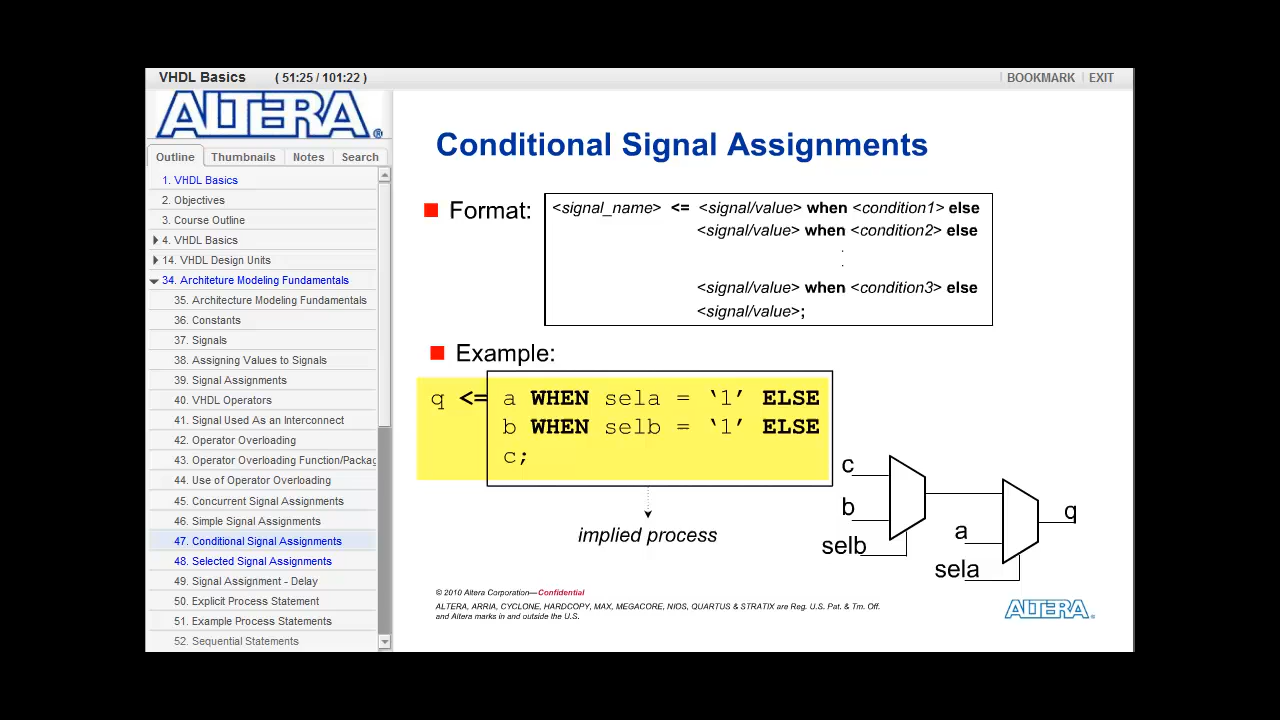 VHDL Basics ( 51:25 / 101:22 )
BOOKMARK EXIT
ALTERA®
Outline Thumbnails Notes Search
1. VHDL Basics
2. Objectives
3. Course Outline
4. VHDL Basics
14. VHDL Design Units
34. Architeture Modeling Fundamentals
35. Architecture Modeling Fundamentals
36. Constants
37. Signals
38. Assigning Values to Signals
39. Signal Assignments
40. VHDL Operators
41. Signal Used As an Interconnect
42. Operator Overloading
43. Operator Overloading Function/Packag
44. Use of Operator Overloading
45. Concurrent Signal Assignments
46. Simple Signal Assignments
47. Conditional Signal Assignments
48. Selected Signal Assignments
49. Signal Assignment - Delay
50. Explicit Process Statement
51. Example Process Statements
52. Sequential Statements
Conditional Signal Assignments
Format:
<signal_name> <= <signal/value> when <condition1> else
<signal/value> when <condition2> else
.
.
<signal/value> when <condition3> else
<signal/value>;
Example:
q <= a WHEN sela = ‘1’ ELSE
b WHEN selb = ‘1’ ELSE
c;
implied process
c
b
selb
a
sela
q
© 2010 Altera Corporation—Confidential
ALTERA, ARRIA, CYCLONE, HARDCOPY, MAX, MEGACORE, NIOS, QUARTUS & STRATIX are Reg. U.S. Pat. & Tm. Off.
and Altera marks in and outside the U.S.
ALTERA